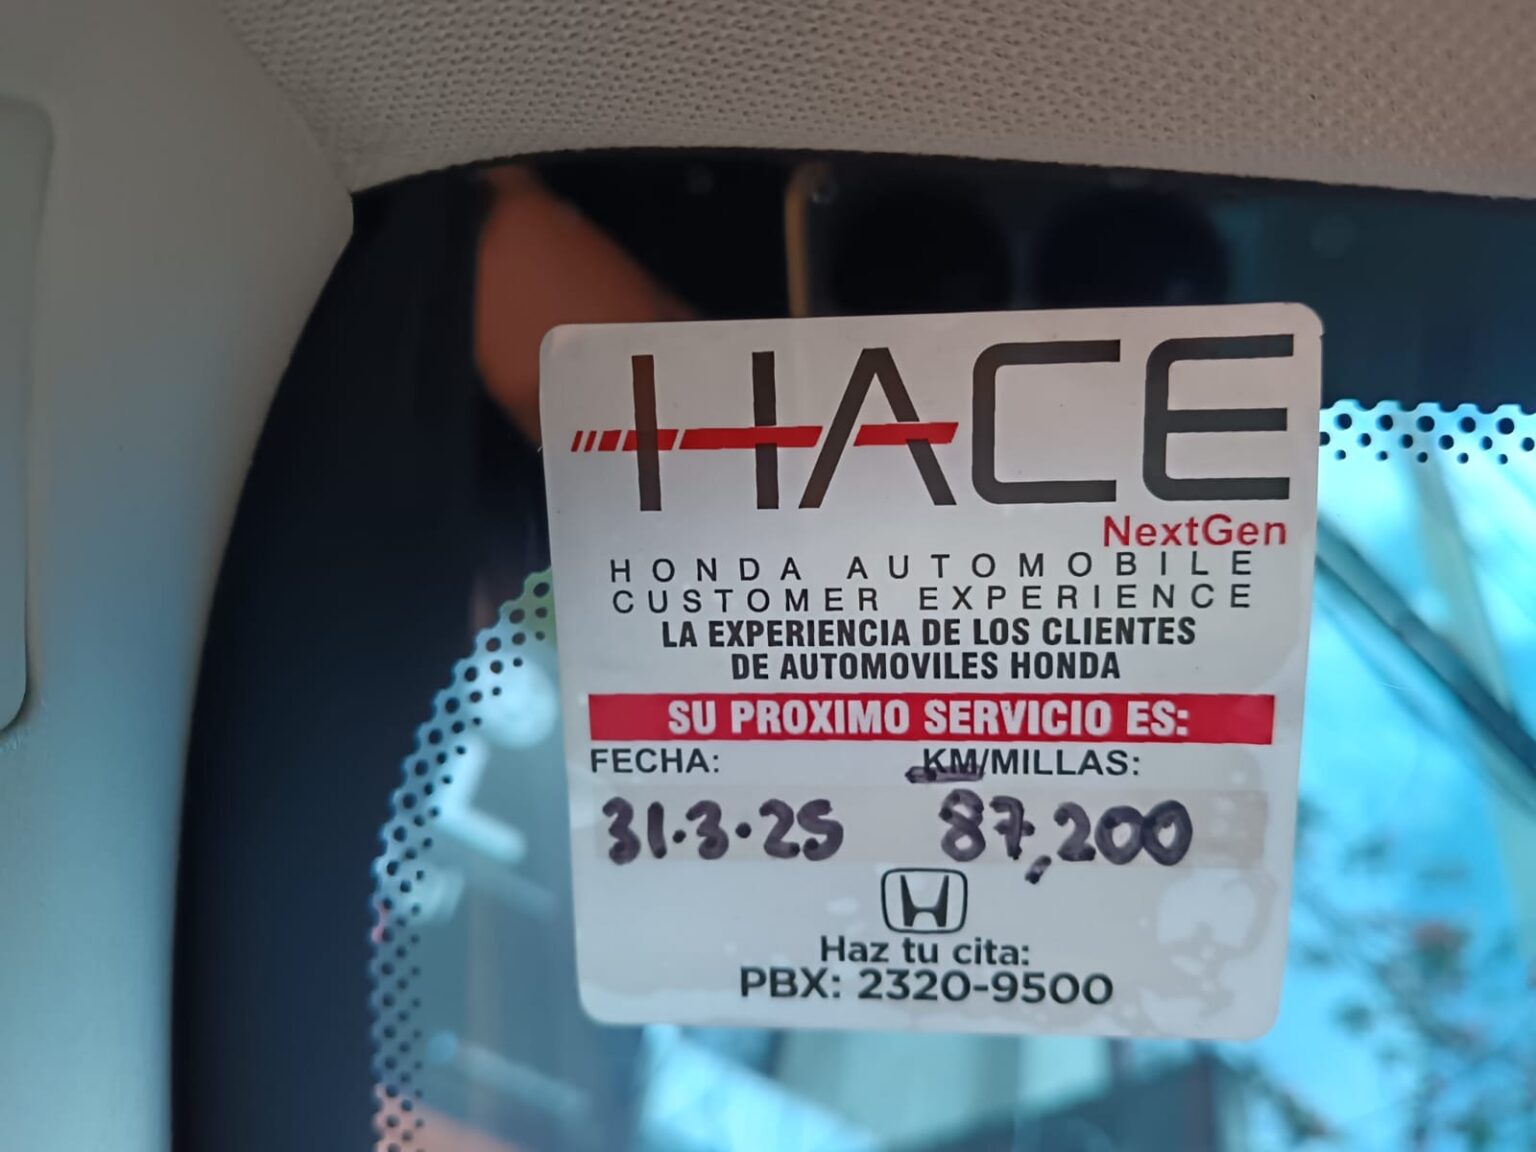 HACE
NextGen
HONDA AUTOMOBILE
CUSTOMER EXPERIENCE
LA EXPERIENCIA DE LOS CLIENTES
DE AUTOMOVILES HONDA
SU PROXIMO SERVICIO ES:
FECHA: KM/MILLAS:
31·3·25 87,200
Haz tu cita:
PBX: 2320-9500